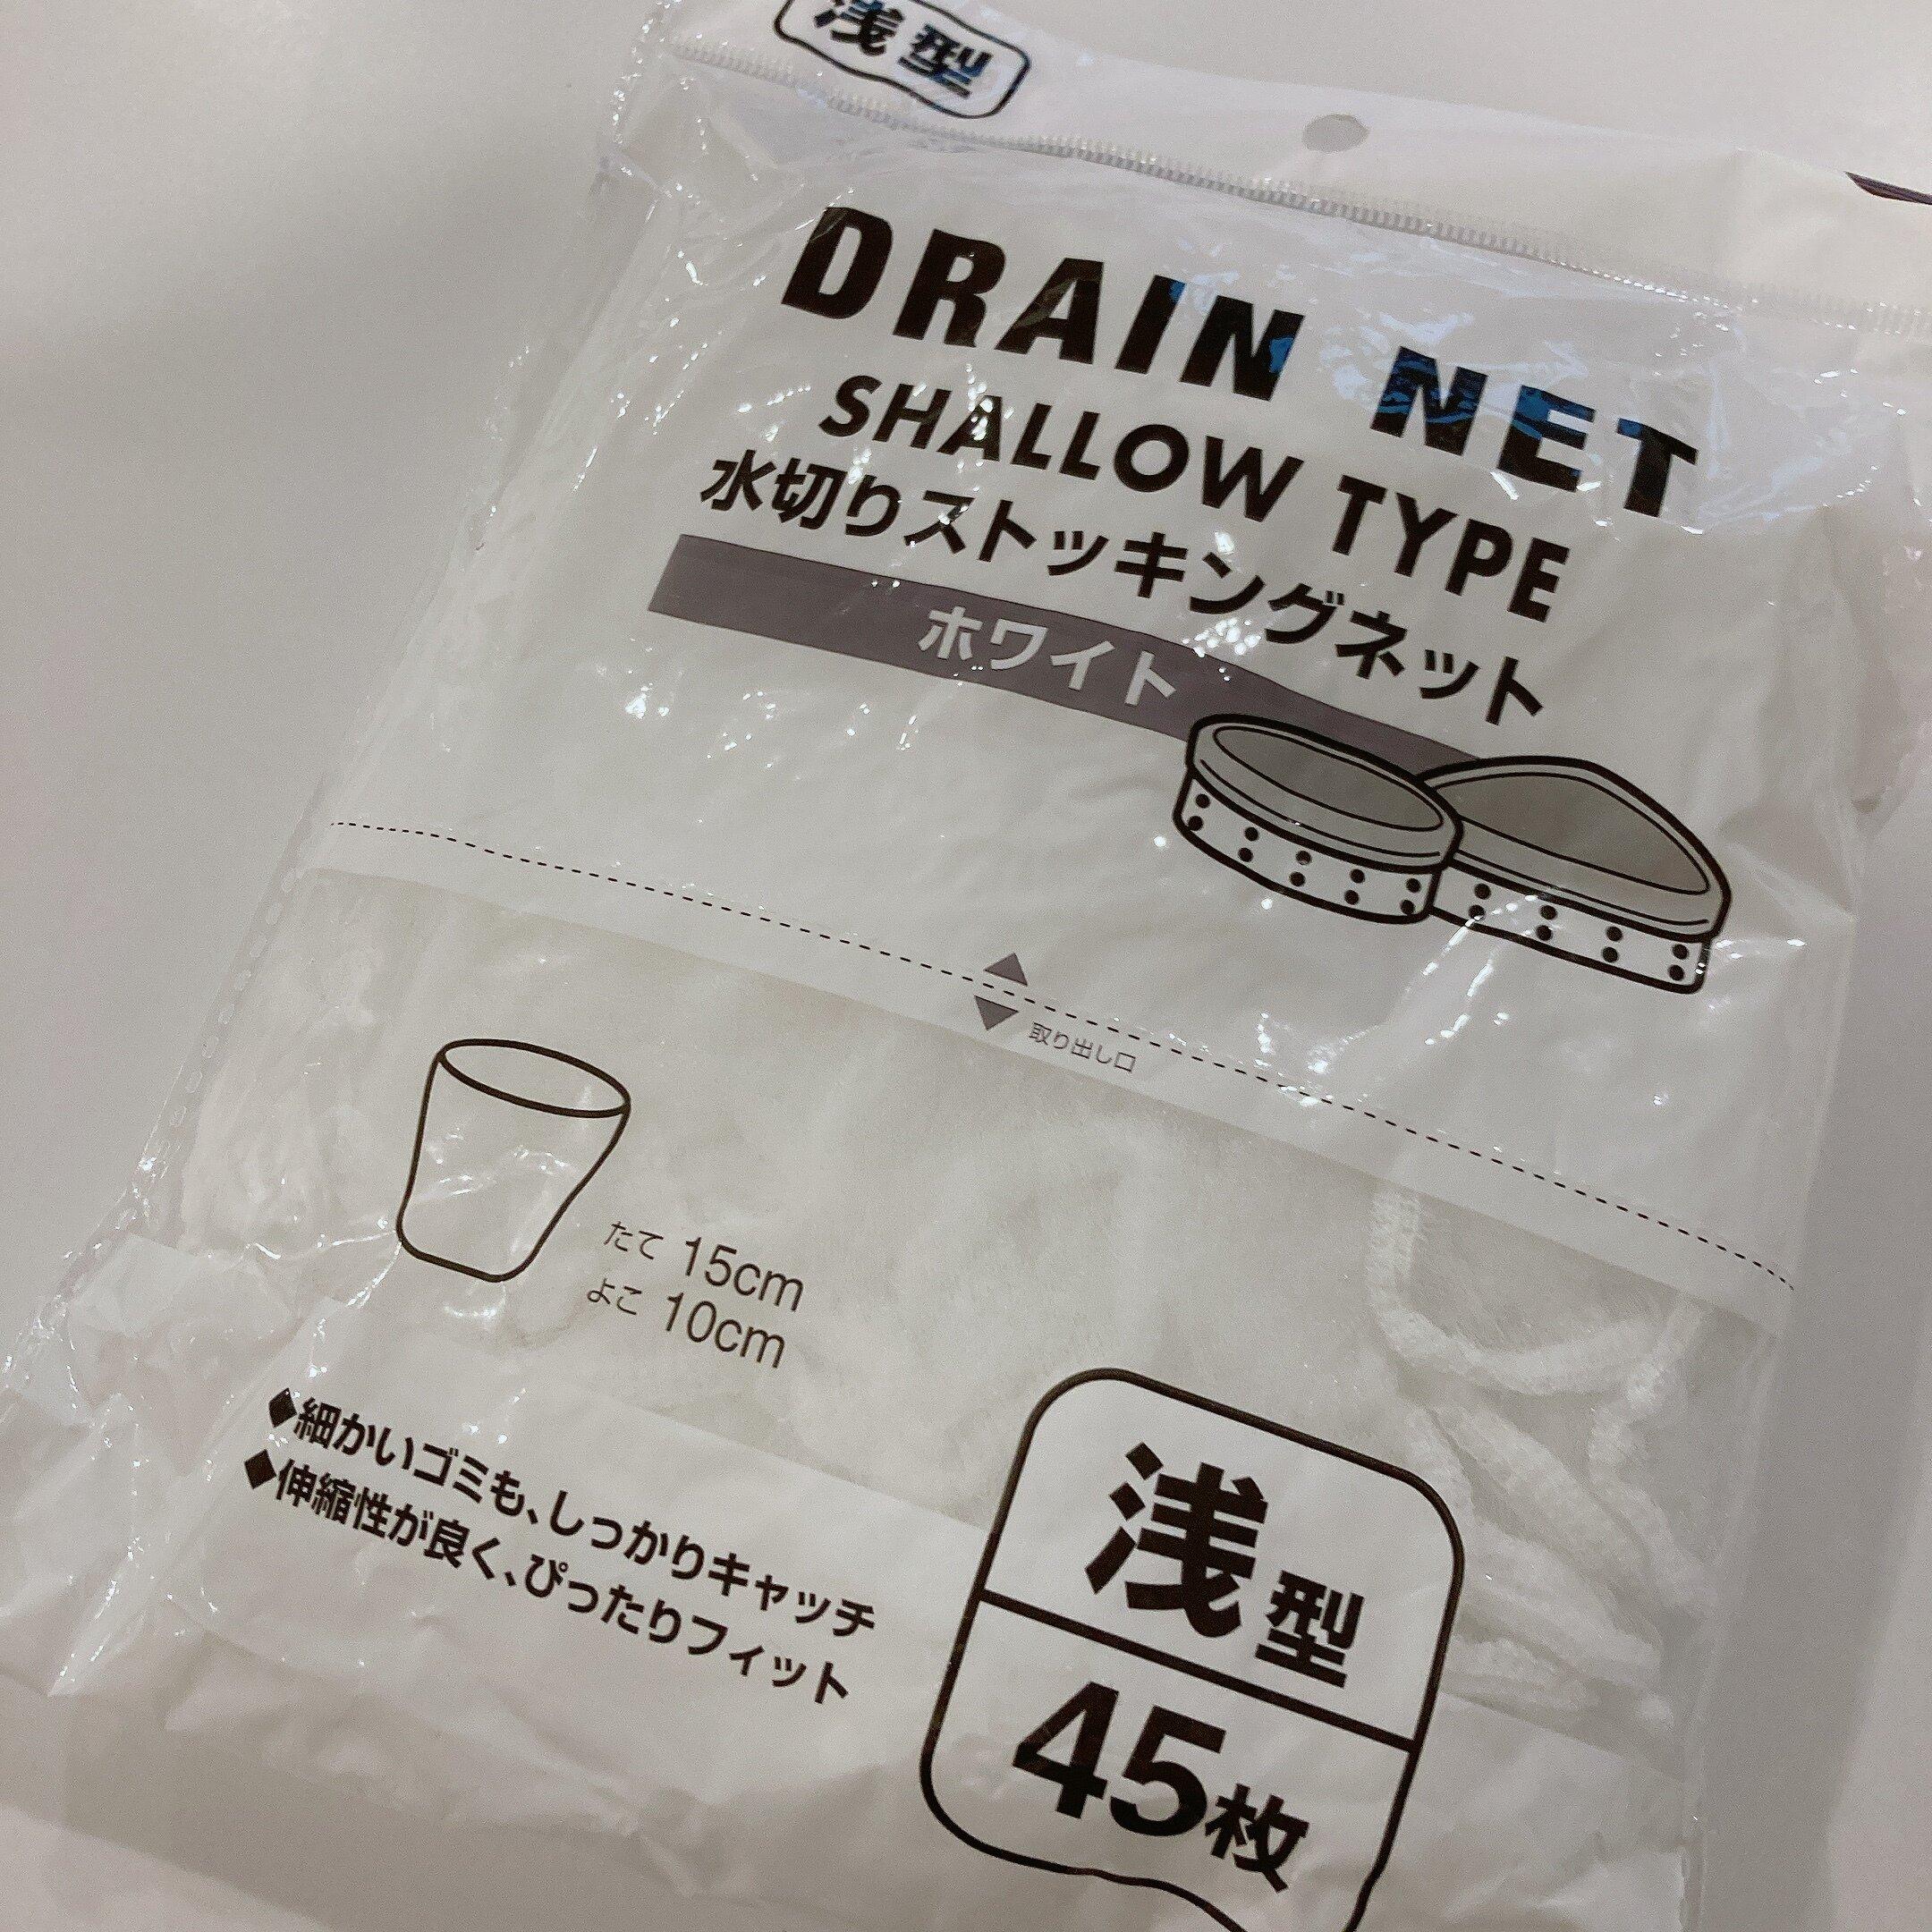 浅型
DRAIN NET
SHALLOW TYPE
水切りストッキングネット
ホワイト
取り出し口
たて 15cm
よこ 10cm
◆細かいゴミも、しっかりキャッチ
◆伸縮性が良く、ぴったりフィット
浅型
45枚